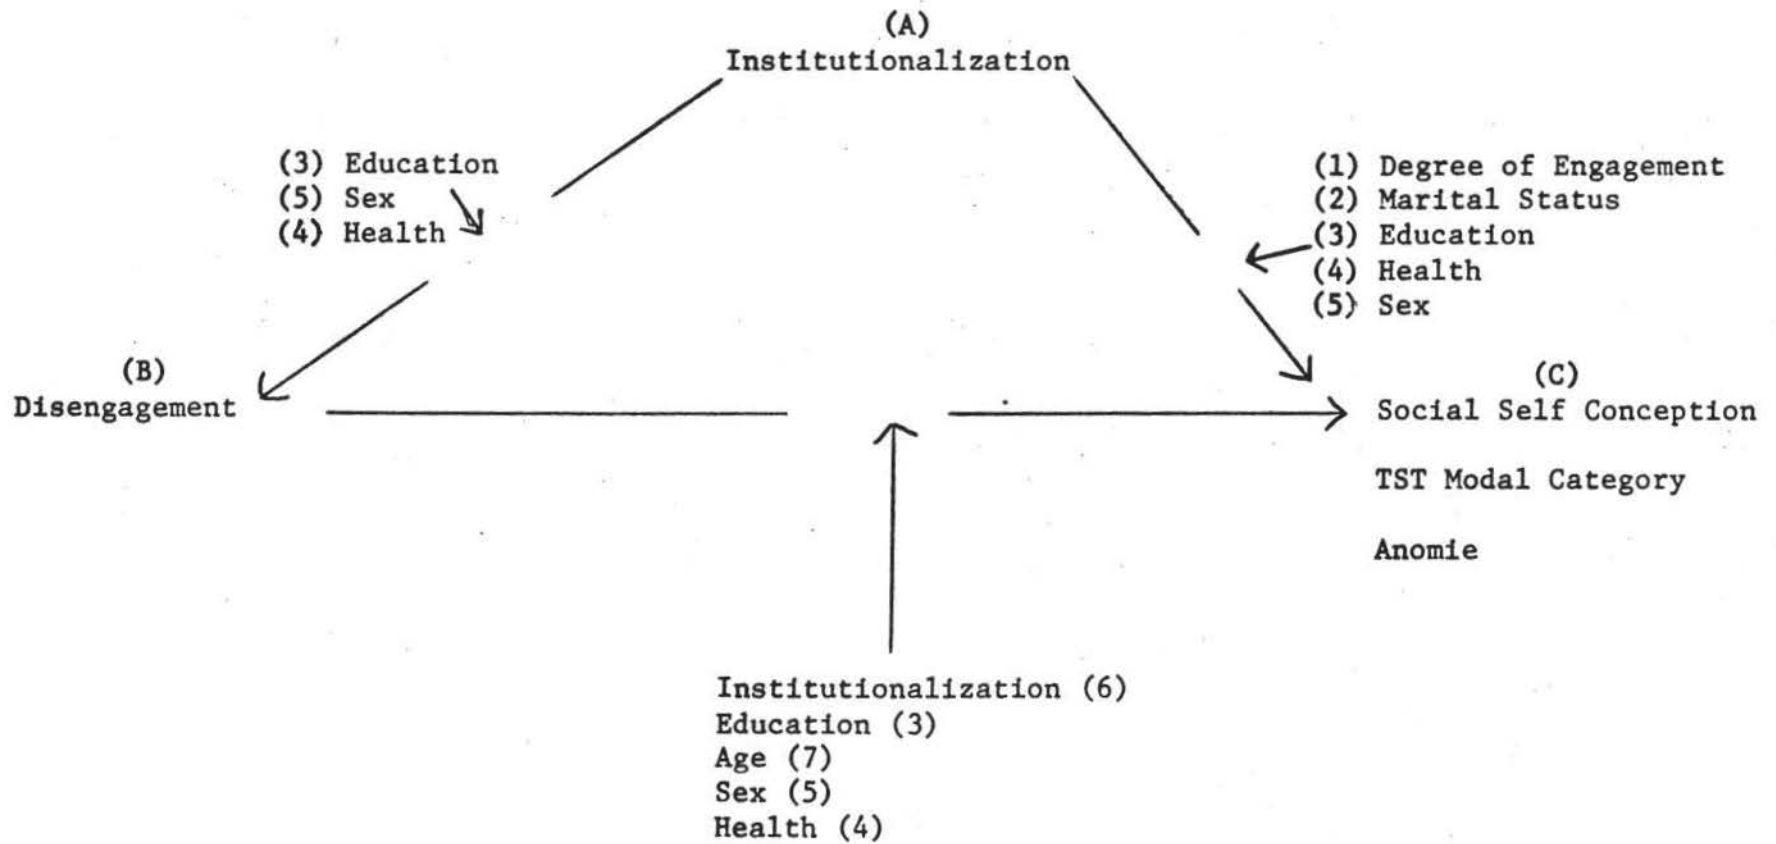 (A)
Institutionalization
(3) Education
(5) Sex
(4) Health
(1) Degree of Engagement
(2) Marital Status
(3) Education
(4) Health
(5) Sex
(B)
Disengagement
(C)
Social Self Conception
TST Modal Category
Anomie
Institutionalization (6)
Education (3)
Age (7)
Sex (5)
Health (4)